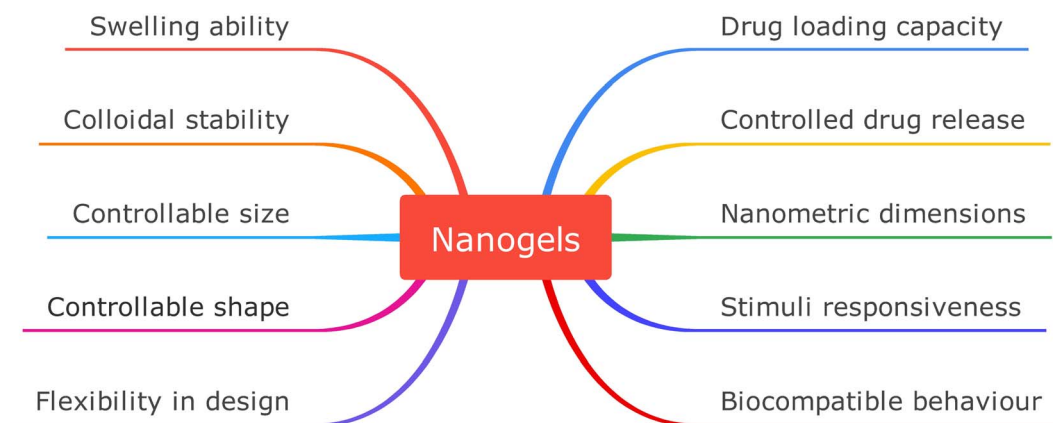 Swelling ability
Colloidal stability
Controllable size
Controllable shape
Flexibility in design
Nanogels
Drug loading capacity
Controlled drug release
Nanometric dimensions
Stimuli responsiveness
Biocompatible behaviour